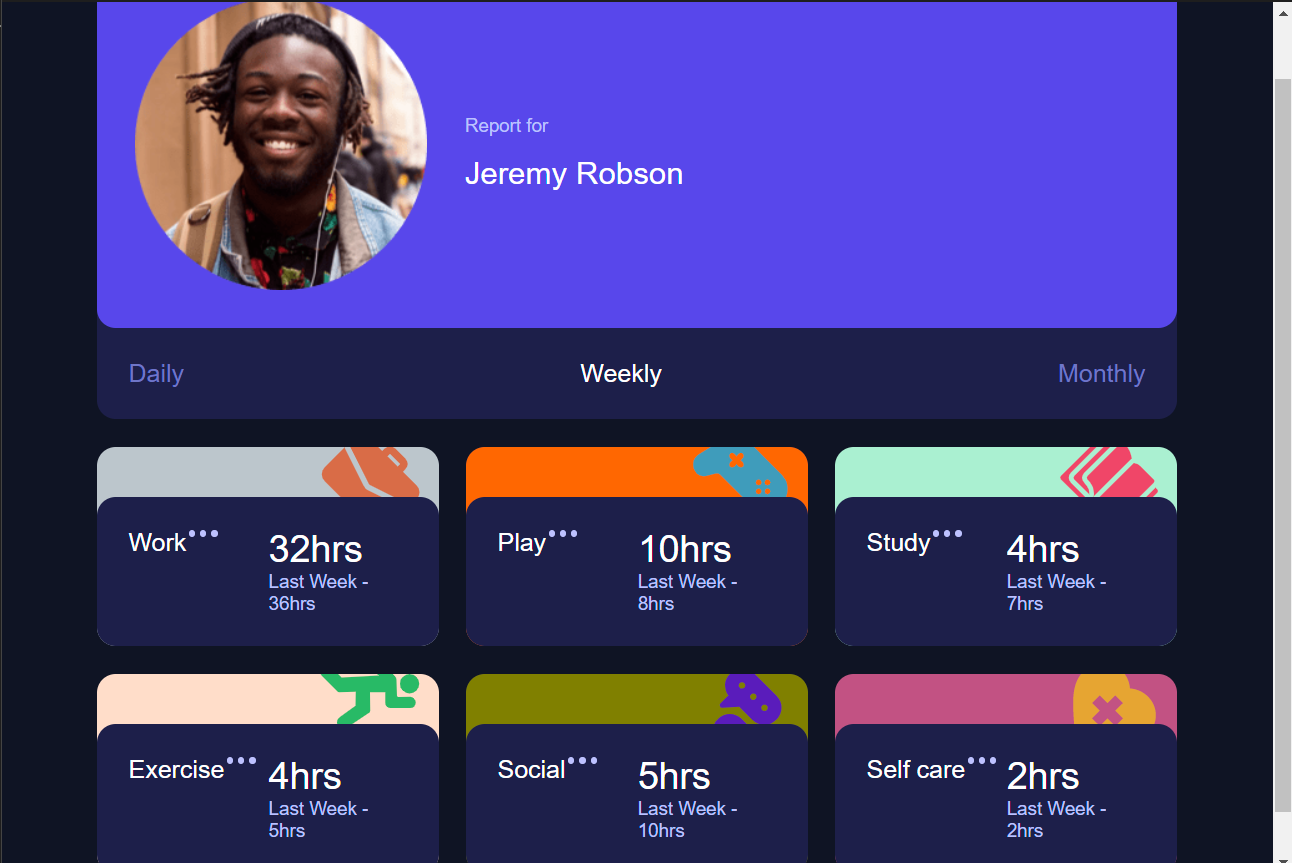 Report for
Jeremy Robson
Daily
Weekly
Monthly
Work
32hrs
Last Week -
36hrs
Play
10hrs
Last Week -
8hrs
Study
4hrs
Last Week -
7hrs
Exercise
4hrs
Last Week -
5hrs
Social
5hrs
Last Week -
10hrs
Self care
2hrs
Last Week -
2hrs